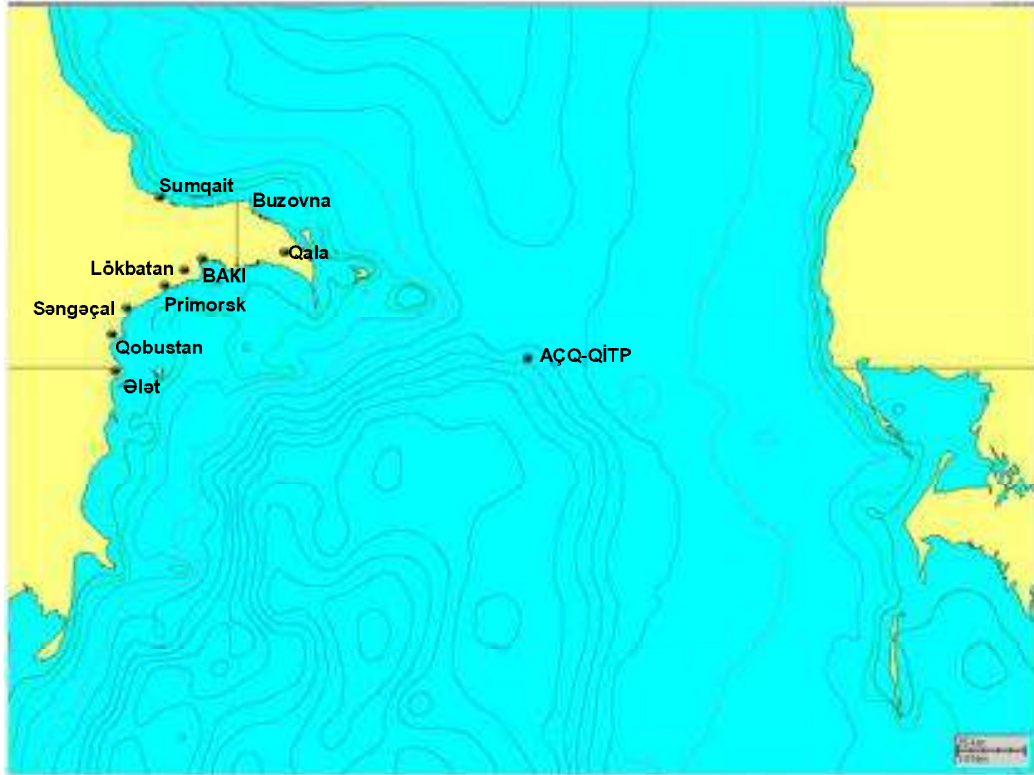 Sumqait
Buzovna
Qala
Lökbatan
BAKI
Primorsk
Səngəçal
Qobustan
AÇQ-QİTP
Ələt